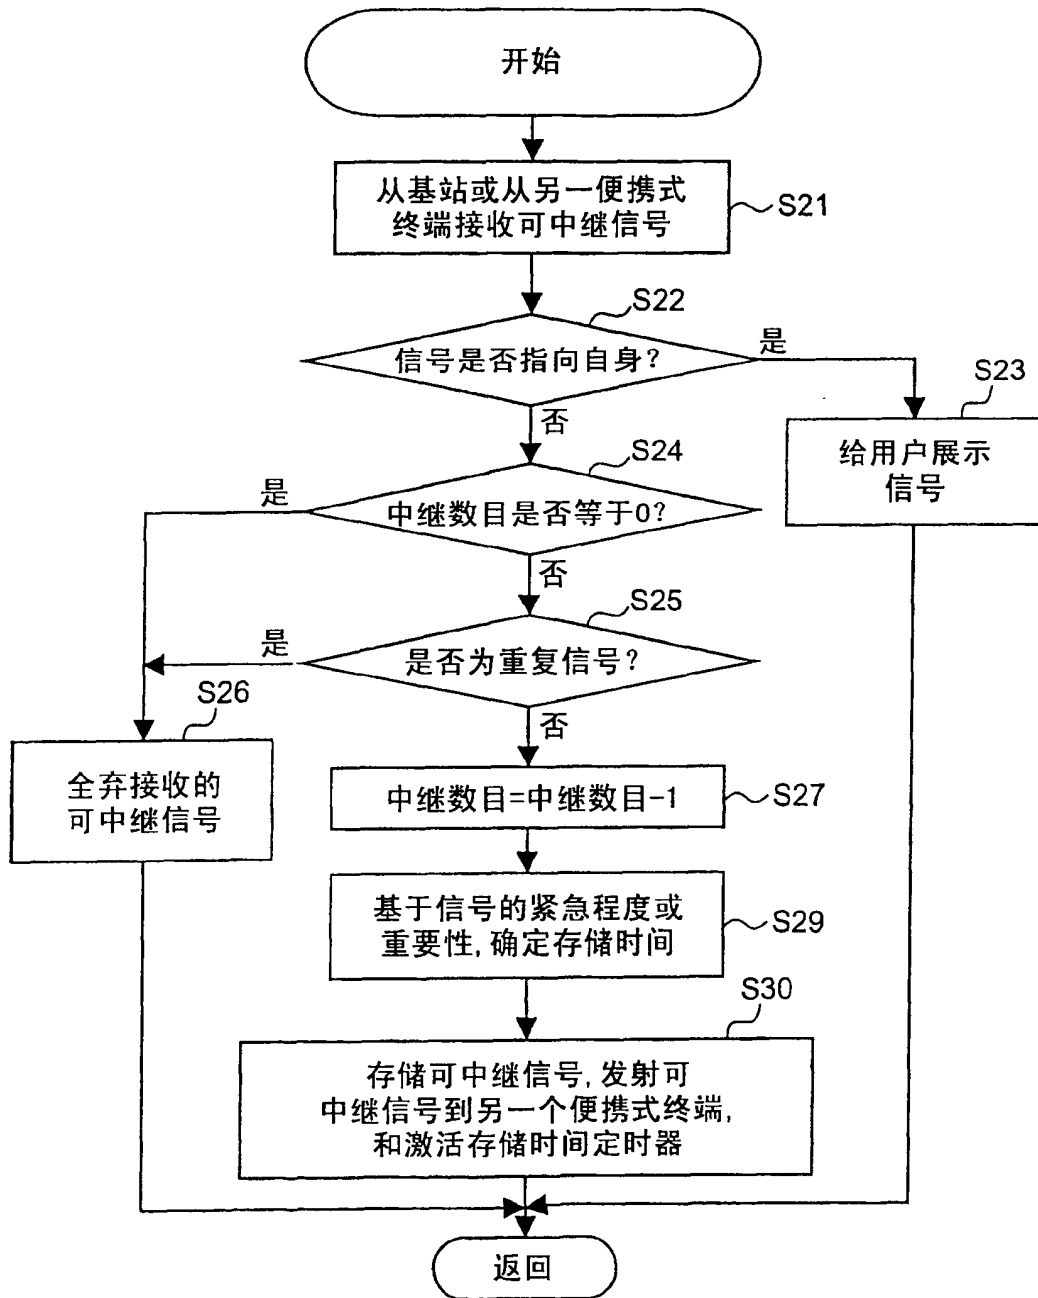 开始
从基站或从另一便携式
终端接收可中继信号
S21
S22
信号是否指向自身?
是
否
S23
给用户展示
信号
S24
中继数目是否等于0?
是
否
S25
是否为重复信号?
是
否
S26
全弃接收的
可中继信号
中继数目=中继数目-1
S27
基于信号的紧急程度或
重要性,确定存储时间
S29
S30
存储可中继信号,发射可
中继信号到另一个便携式终端,
和激活存储时间定时器
返回